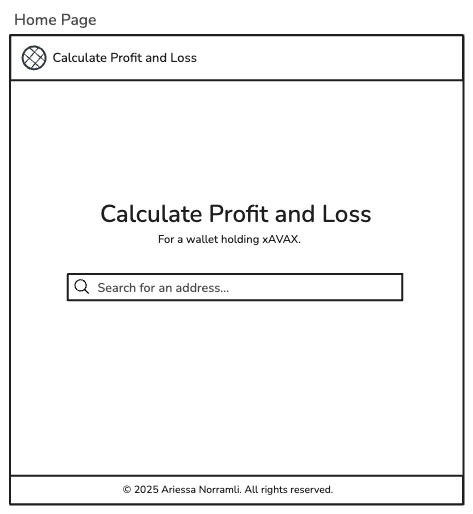 Home Page
Calculate Profit and Loss
Calculate Profit and Loss
For a wallet holding xAVAX.
Search for an address...
© 2025 Ariessa Norramli. All rights reserved.